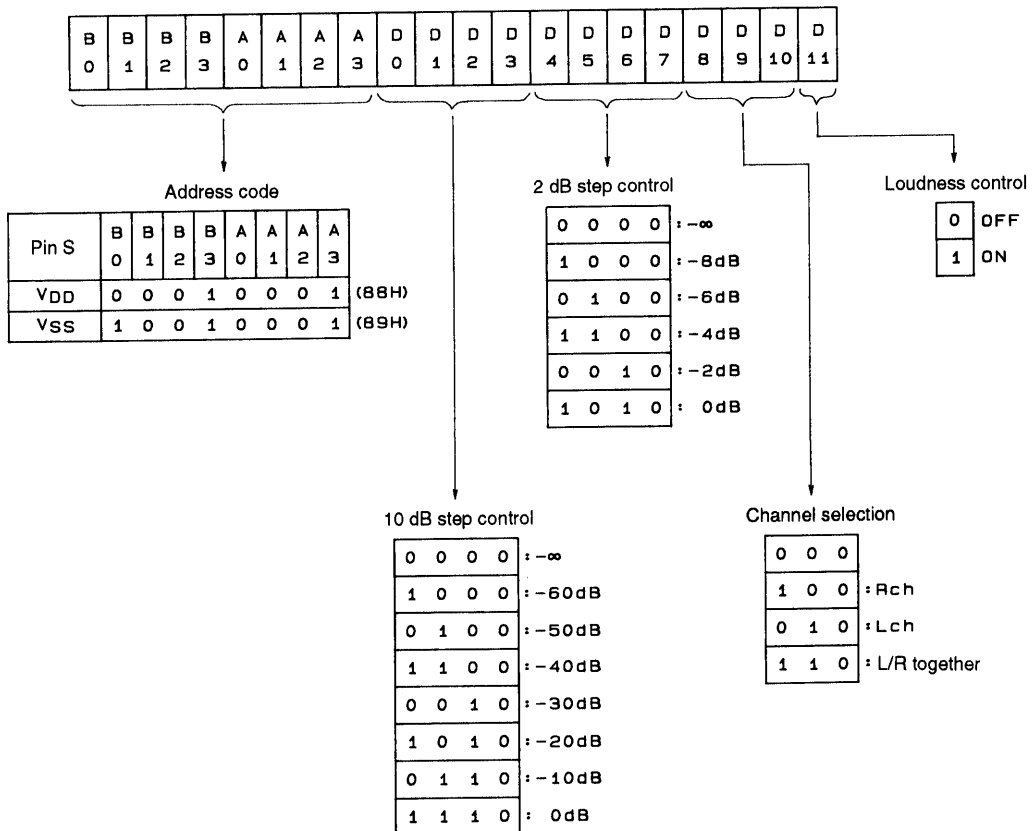 B B B B A A A A D D D D D D D D D D D D
0 1 2 3 0 1 2 3 0 1 2 3 4 5 6 7 8 9 10 11
Address code
Pin S B B B B A A A A
0 1 2 3 0 1 2 3
VDD 0 0 0 1 0 0 0 1 (88H)
VSS 1 0 0 1 0 0 0 1 (89H)
2 dB step control
0 0 0 0 : -∞
1 0 0 0 : -8dB
0 1 0 0 : -6dB
1 1 0 0 : -4dB
0 0 1 0 : -2dB
1 0 1 0 : 0dB
Loudness control
0 OFF
1 ON
10 dB step control
0 0 0 0 : -∞
1 0 0 0 : -60dB
0 1 0 0 : -50dB
1 1 0 0 : -40dB
0 0 1 0 : -30dB
1 0 1 0 : -20dB
0 1 1 0 : -10dB
1 1 1 0 : 0dB
Channel selection
0 0 0
1 0 0 : Rch
0 1 0 : Lch
1 1 0 : L/R together